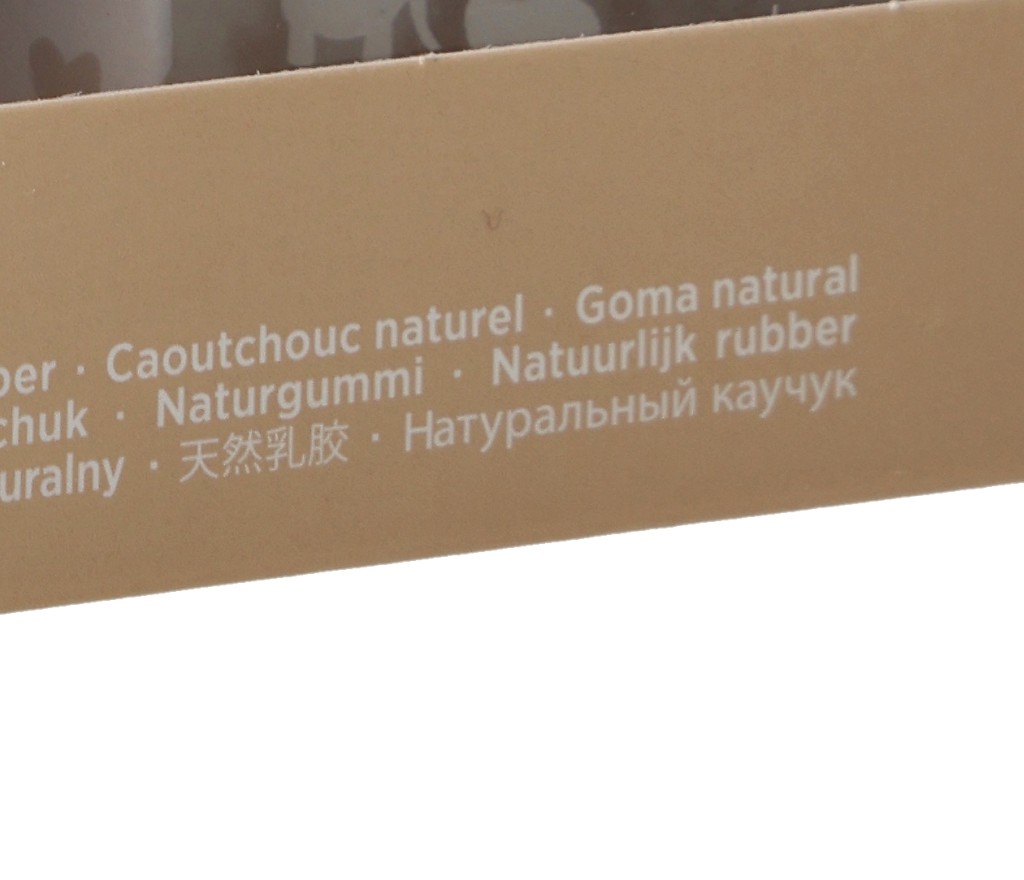 ber · Caoutchouc naturel · Goma natural
chuk · Naturgummi · Natuurlijk rubber
uralny · 天然乳胶 · Натуральный каучук